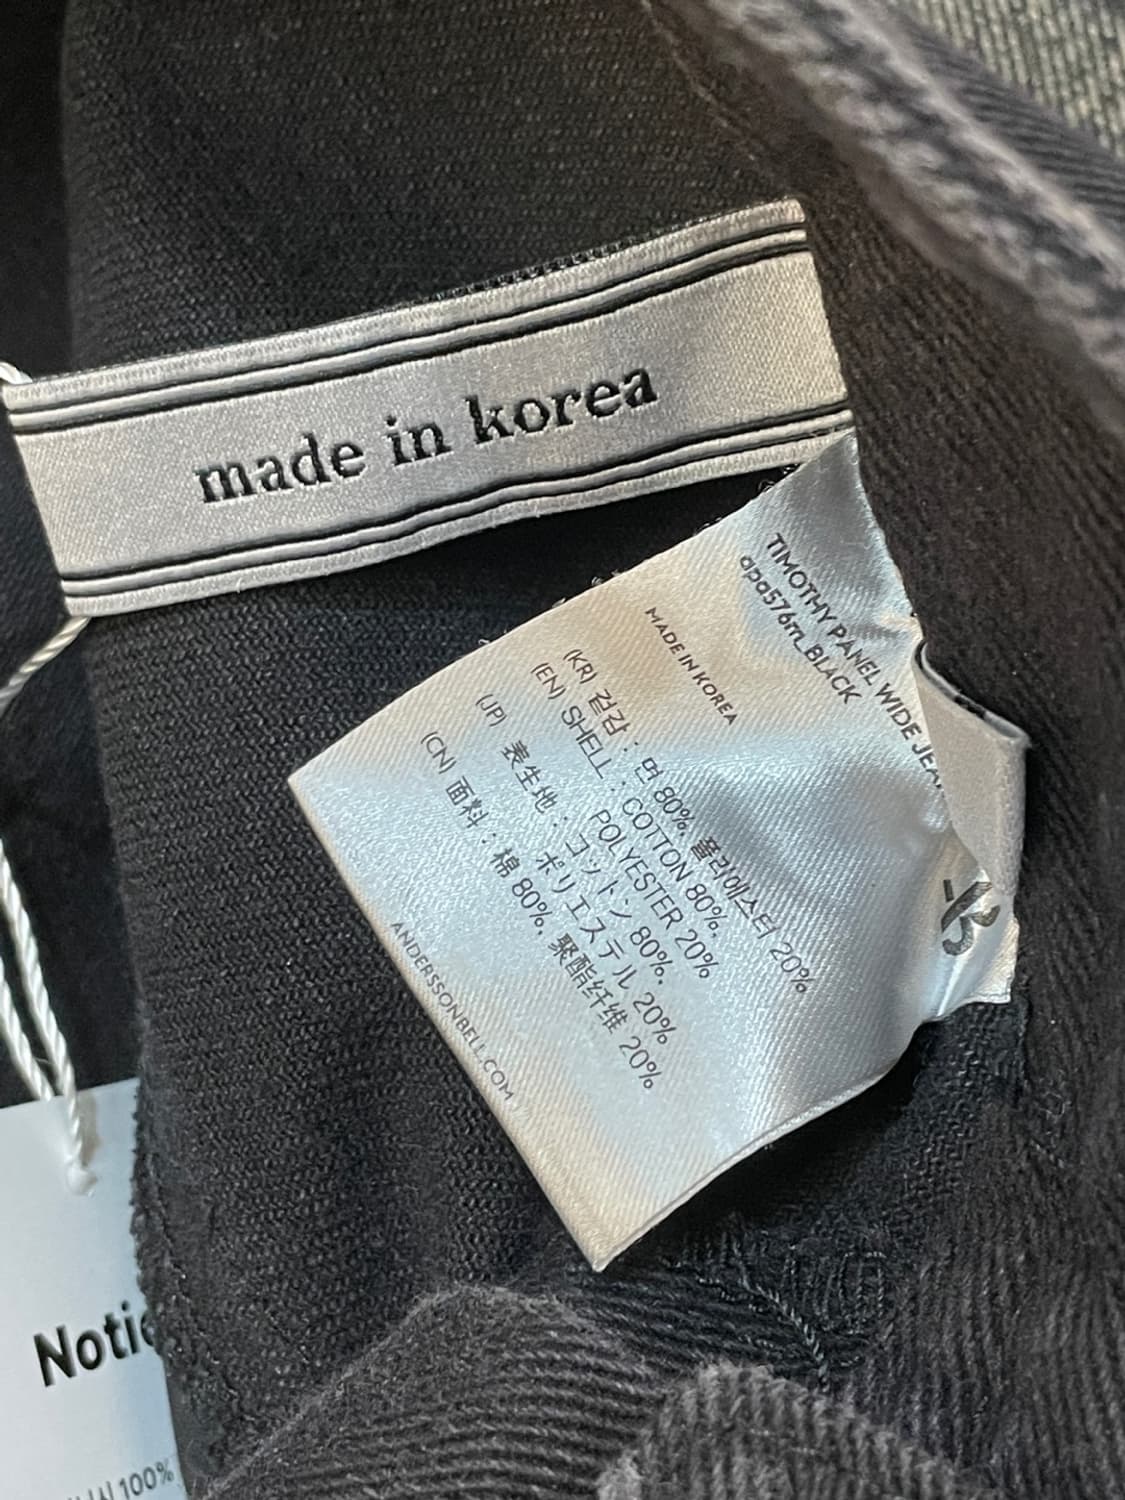 made in korea
TIMOTHY PANEL WIDE
apa576m_BLACK
MADE IN KOREA
(KR) 겉감 : 면 80%, 폴리에스터 20%
(EN) SHELL : COTTON 80%,
POLYESTER 20%
(JP) 表生地 : コットン 80%,
ポリエステル 20%
(CN) 面料 : 棉 80%, 聚酯纤维 20%
ANDERSSONBELL.COM
100%